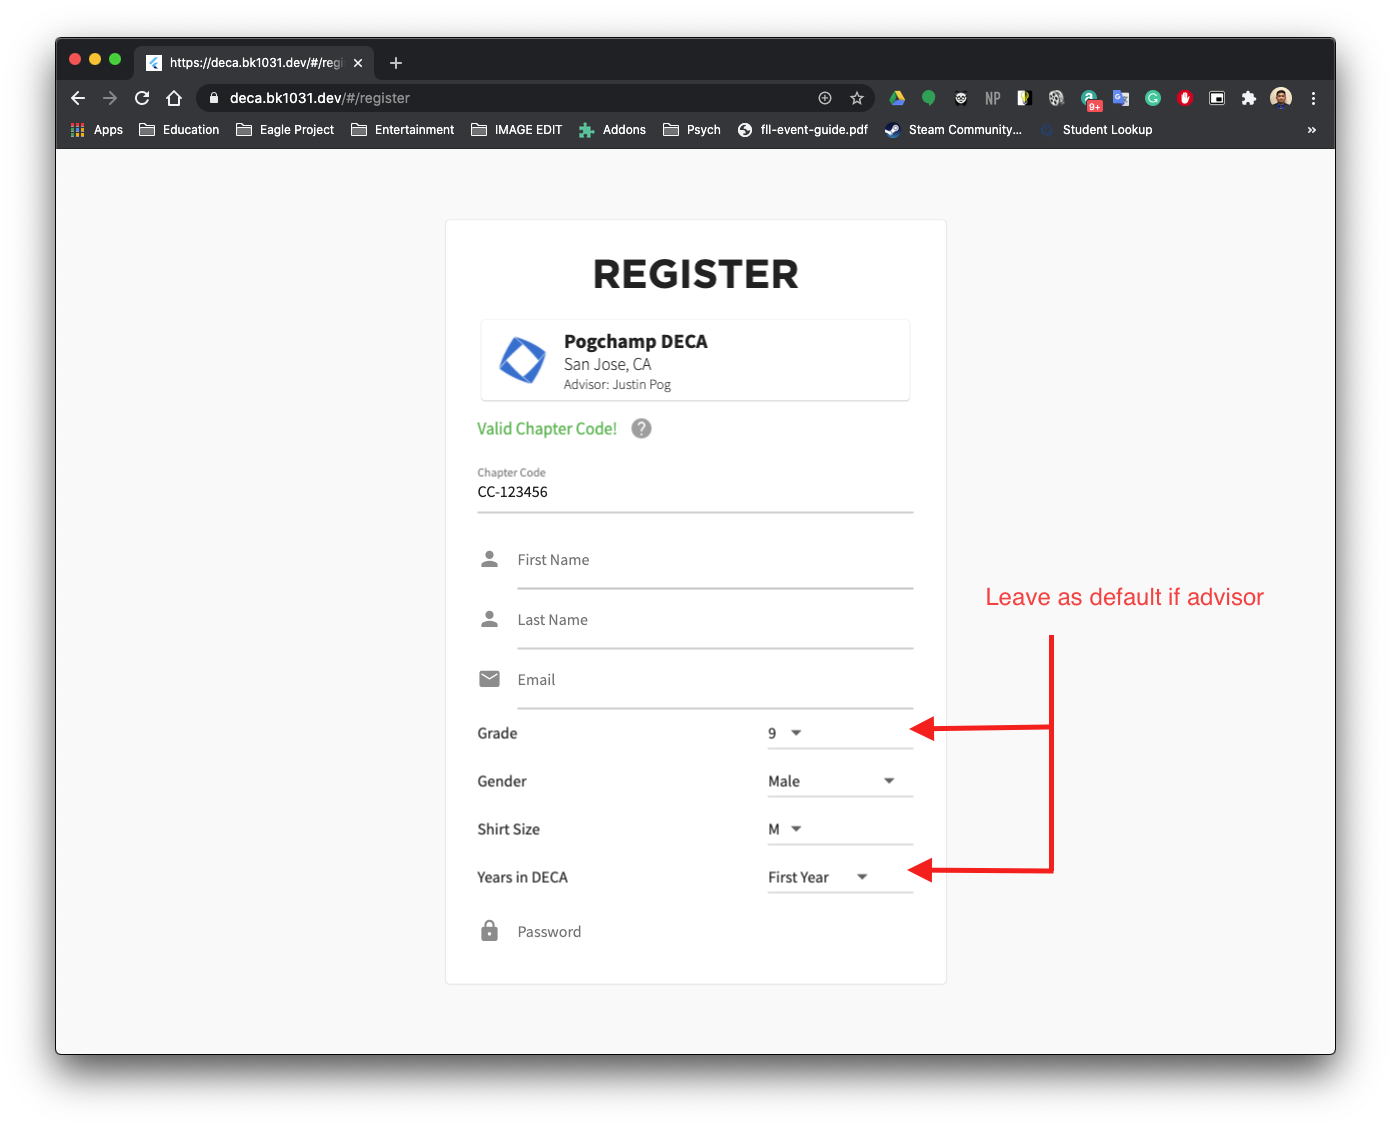 https://deca.bk1031.dev/#/regi
deca.bk1031.dev/#/register
NP
9+
Apps
Education
Eagle Project
Entertainment
IMAGE EDIT
Addons
Psych
fll-event-guide.pdf
Steam Community...
Student Lookup
»
REGISTER
Pogchamp DECA
San Jose, CA
Advisor: Justin Pog
Valid Chapter Code!
?
Chapter Code
CC-123456
First Name
Leave as default if advisor
Last Name
Email
Grade 9
Gender Male
Shirt Size M
Years in DECA First Year
Password